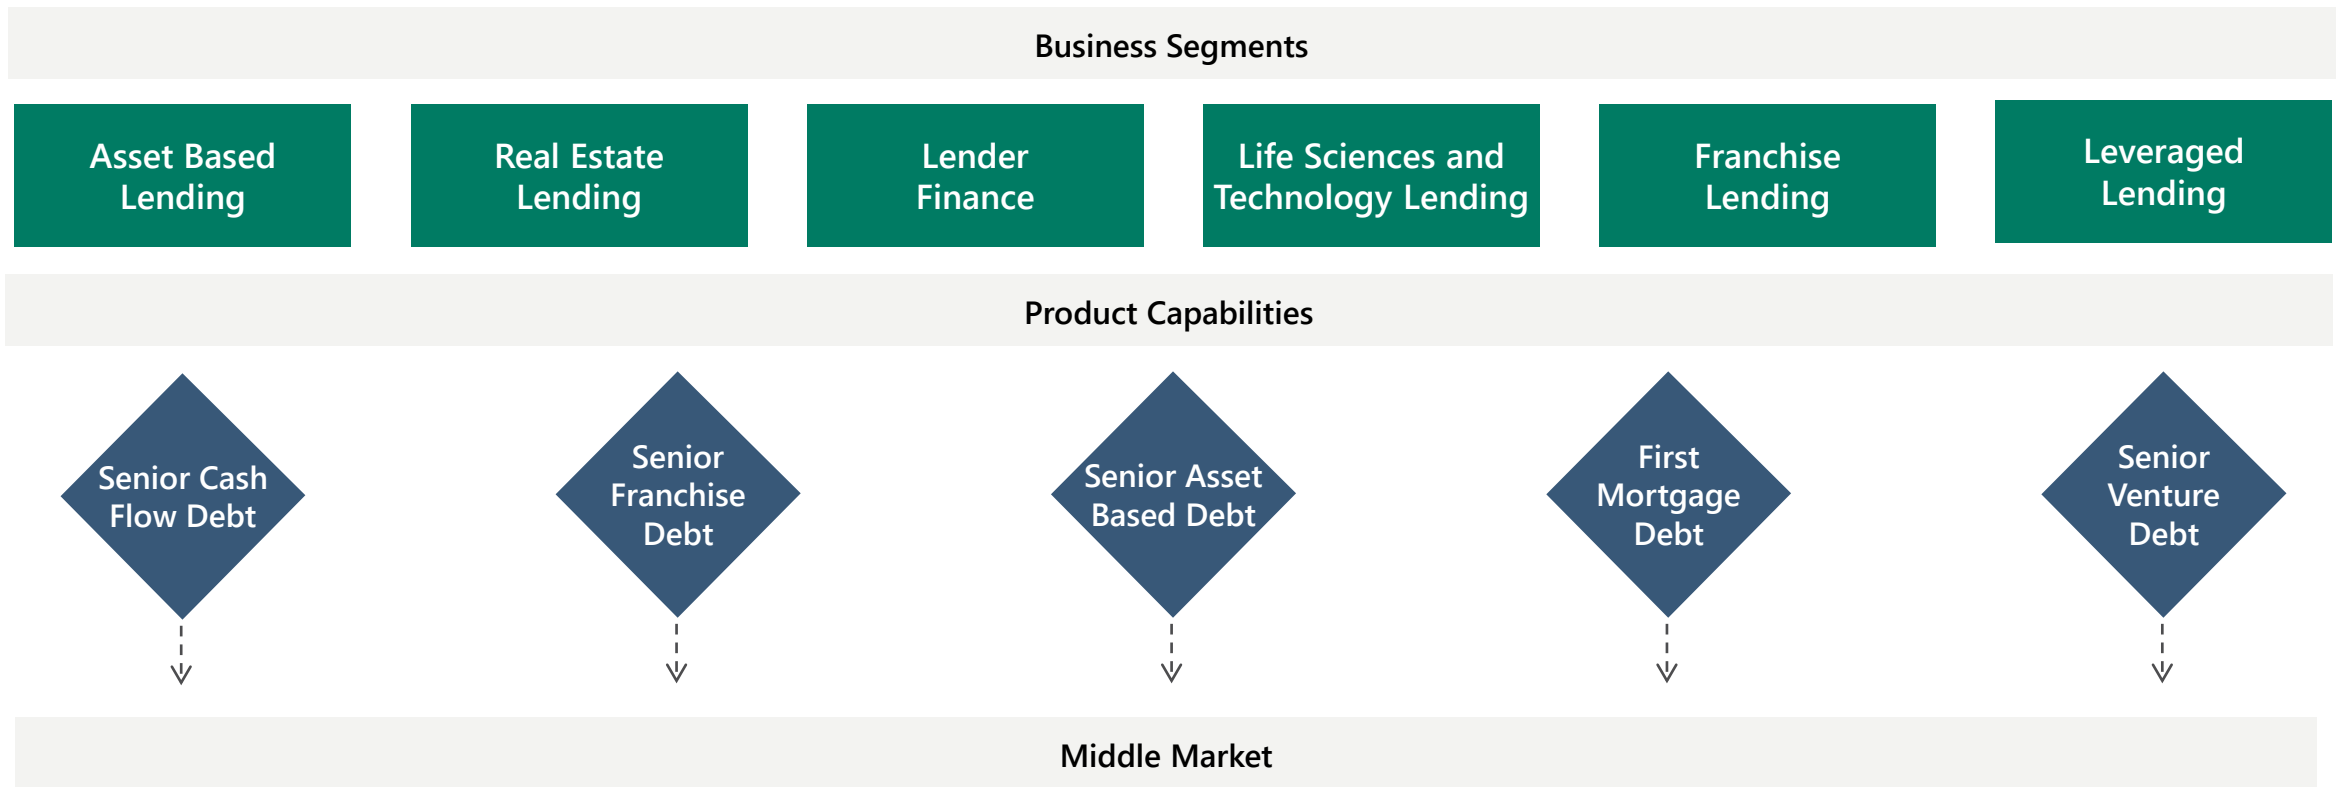 Business Segments
Asset Based
Lending
Real Estate
Lending
Lender
Finance
Life Sciences and
Technology Lending
Franchise
Lending
Leveraged
Lending
Product Capabilities
Senior Cash
Flow Debt
Senior
Franchise
Debt
Senior Asset
Based Debt
First
Mortgage
Debt
Senior
Venture
Debt
Middle Market